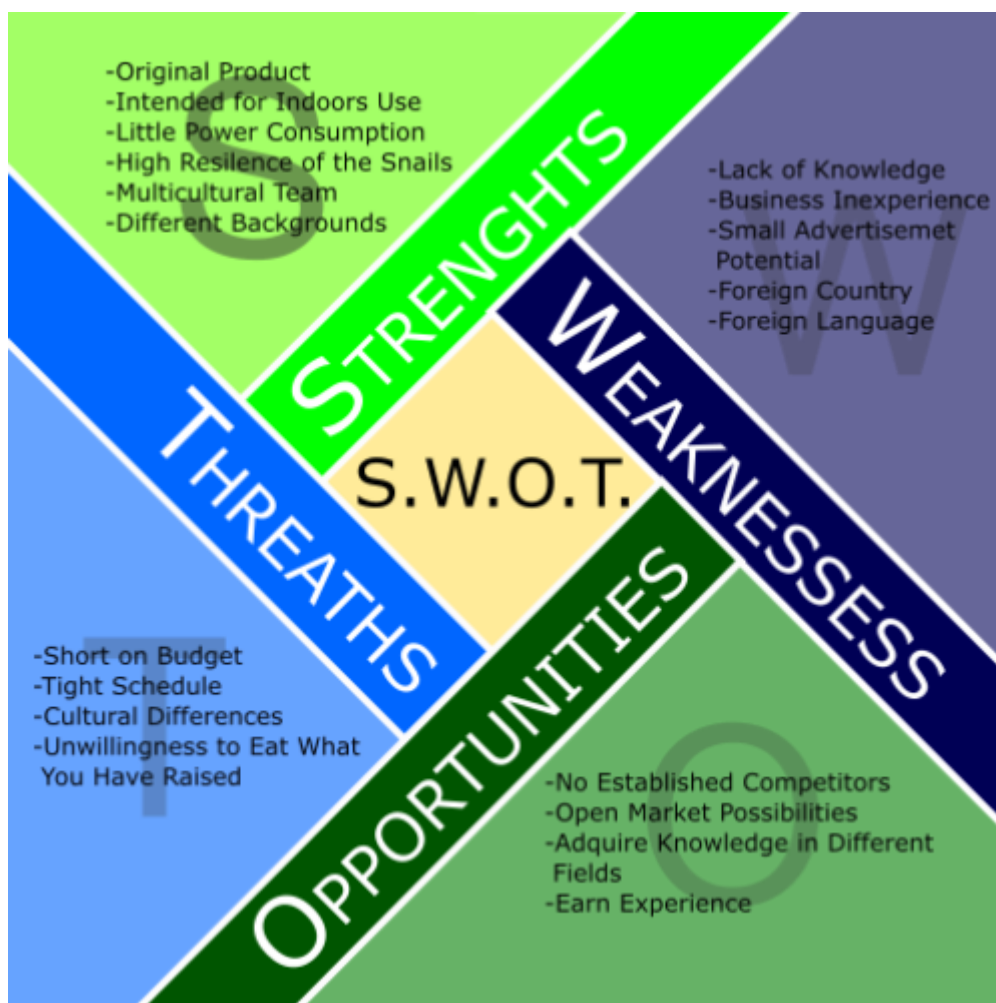 -Original Product
-Intended for Indoors Use
-Little Power Consumption
-High Resilence of the Snails
-Multicultural Team
-Different Backgrounds
S
STRENGHTS
-Lack of Knowledge
-Business Inexperience
-Small Advertisemet
Potential
-Foreign Country
-Foreign Language
W
WEAKNESSESS
S.W.O.T.
THREATHS
-Short on Budget
-Tight Schedule
-Cultural Differences
-Unwillingness to Eat What
You Have Raised
T
OPPORTUNITIES
-No Established Competitors
-Open Market Possibilities
-Adquire Knowledge in Different
Fields
-Earn Experience
O